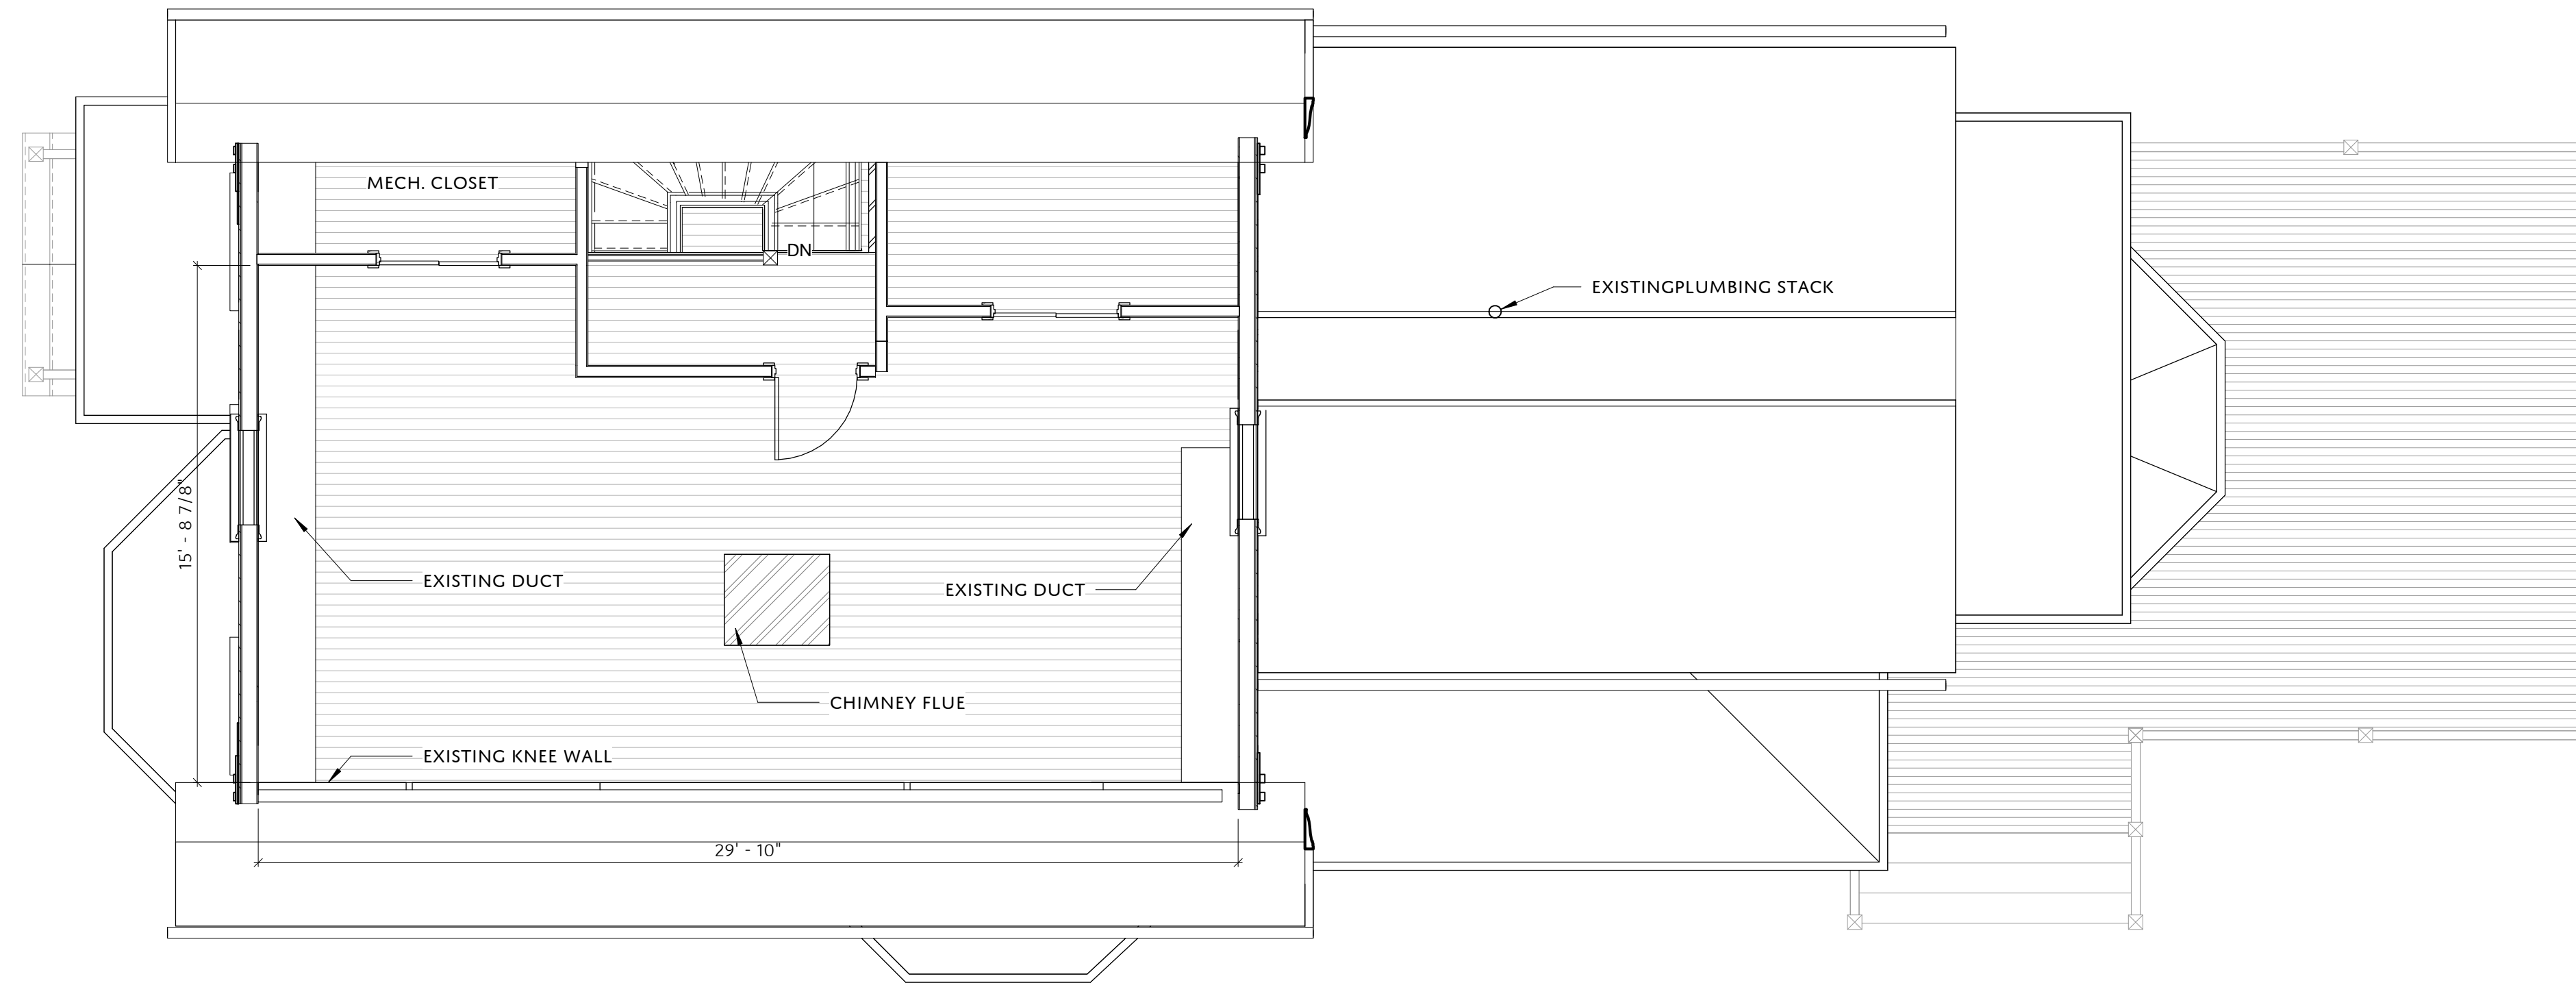 MECH. CLOSET
DN
EXISTINGPLUMBING STACK
15' - 8 7/8"
EXISTING DUCT
EXISTING DUCT
CHIMNEY FLUE
EXISTING KNEE WALL
29' - 10"